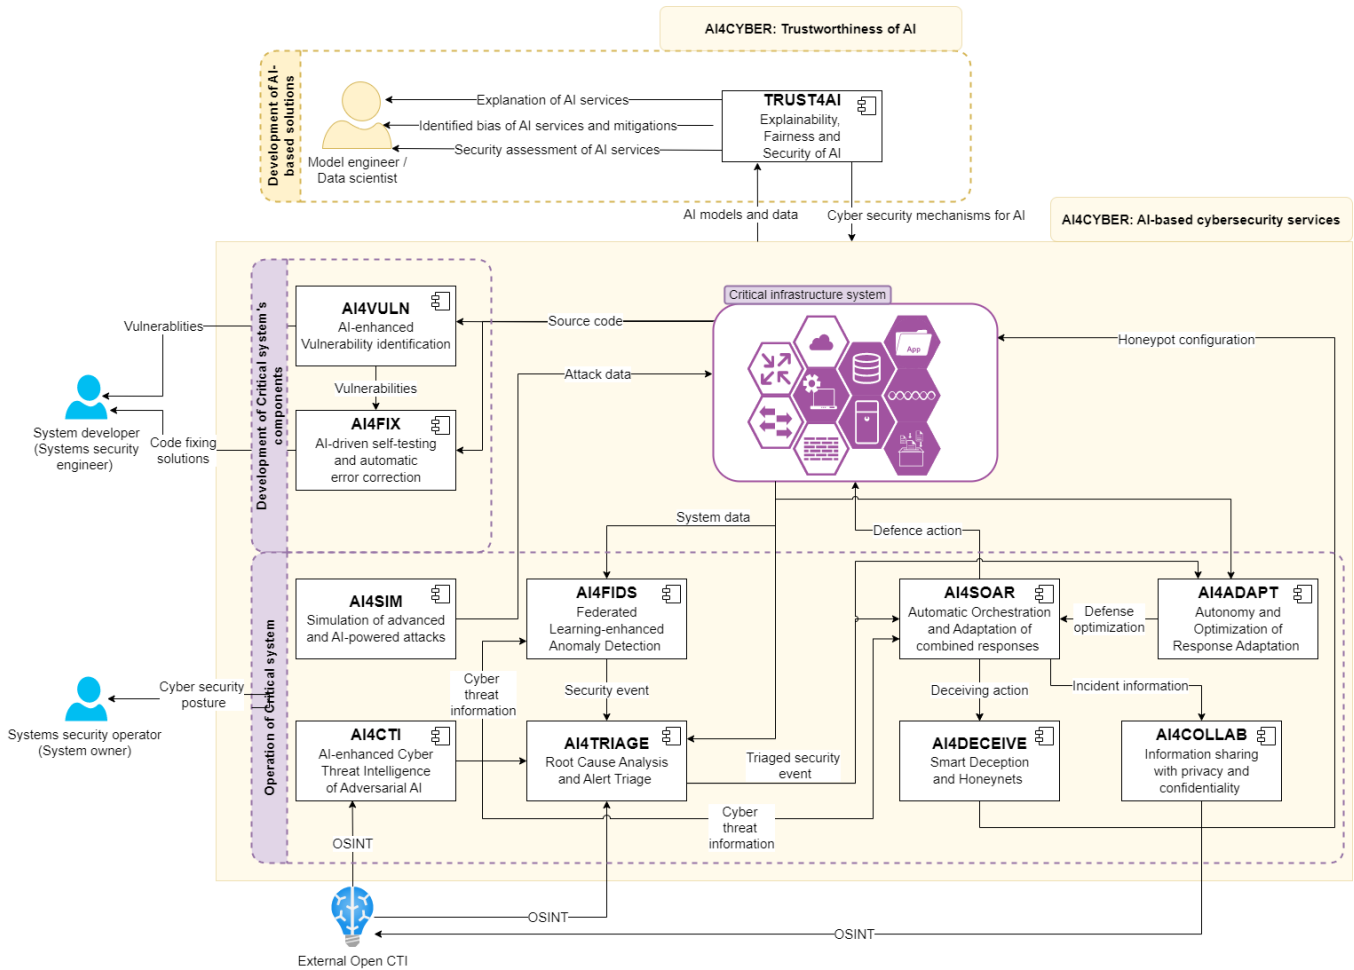 AI4CYBER: Trustworthiness of AI
Development of AI-
based solutions
Model engineer /
Data scientist
Explanation of AI services
Identified bias of AI services and mitigations
Security assessment of AI services
TRUST4AI
Explainability,
Fairness and
Security of AI
AI models and data
Cyber security mechanisms for AI
AI4CYBER: AI-based cybersecurity services
Development of Critical system's
components
AI4VULN
AI-enhanced
Vulnerability identification
Vulnerablities
Vulnerabilities
Source code
Attack data
Critical infrastructure system
App
Honeypot configuration
System developer
(Systems security
engineer)
Code fixing
solutions
AI4FIX
AI-driven self-testing
and automatic
error correction
System data
Defence action
Operation of Critical system
AI4SIM
Simulation of advanced
and AI-powered attacks
AI4FIDS
Federated
Learning-enhanced
Anomaly Detection
AI4SOAR
Automatic Orchestration
and Adaptation of
combined responses
Defense
optimization
AI4ADAPT
Autonomy and
Optimization of
Response Adaptation
Cyber security
posture
Systems security operator
(System owner)
Cyber
threat
information
Security event
Deceiving action
Incident information
AI4CTI
AI-enhanced Cyber
Threat Intelligence
of Adversarial AI
AI4TRIAGE
Root Cause Analysis
and Alert Triage
Triaged security
event
AI4DECEIVE
Smart Deception
and Honeynets
AI4COLLAB
Information sharing
with privacy and
confidentiality
Cyber
threat
information
OSINT
OSINT
OSINT
External Open CTI